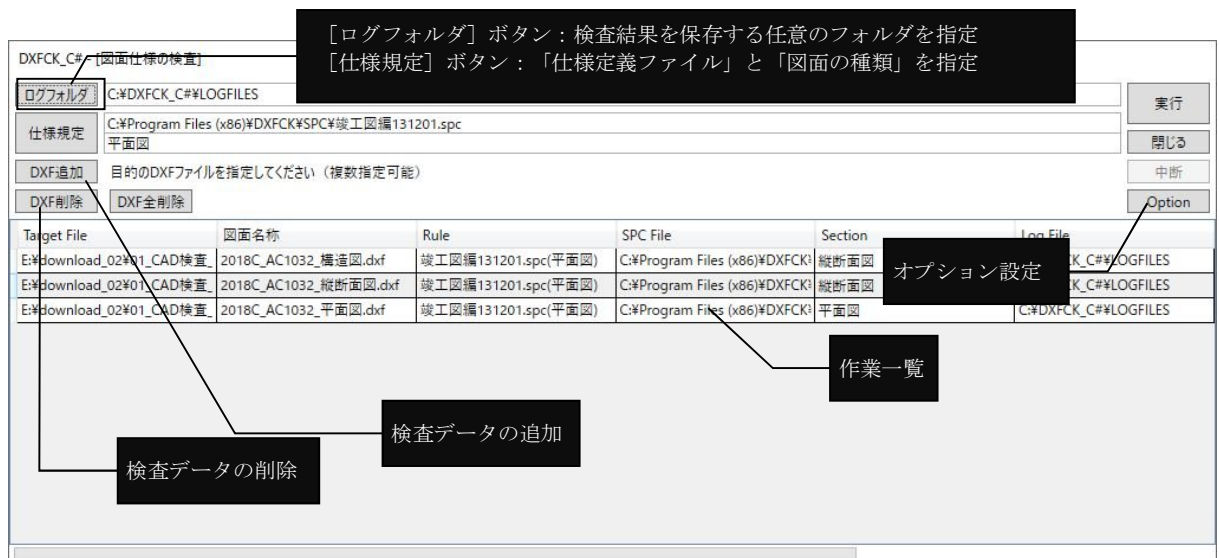 ［ログフォルダ］ボタン：検査結果を保存する任意のフォルダを指定
［仕様規定］ボタン：「仕様定義ファイル」と「図面の種類」を指定
DXFCK_C# - [図面仕様の検査]
ログフォルダ C:¥DXFCK_C#¥LOGFILES
実行
仕様規定 C:¥Program Files (x86)¥DXFCK¥SPC¥竣工図編131201.spc
平面図
閉じる
DXF追加 目的のDXFファイルを指定してください（複数指定可能）
中断
DXF削除 DXF全削除
Option
Target File 図面名称 Rule SPC File Section Log File
E:¥download_02¥01_CAD検査_ 2018C_AC1032_構造図.dxf 竣工図編131201.spc(平面図) C:¥Program Files (x86)¥DXFCK¥ 縦断面図 CK_C#¥LOGFILES
E:¥download_02¥01_CAD検査_ 2018C_AC1032_縦断面図.dxf 竣工図編131201.spc(平面図) C:¥Program Files (x86)¥DXFCK¥ 縦断面図 CK_C#¥LOGFILES
E:¥download_02¥01_CAD検査_ 2018C_AC1032_平面図.dxf 竣工図編131201.spc(平面図) C:¥Program Files (x86)¥DXFCK¥ 平面図 C:¥DXFCK_C#¥LOGFILES
オプション設定
作業一覧
検査データの追加
検査データの削除